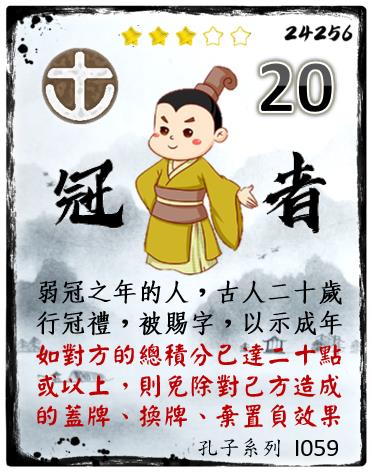 24256
20
冠者
弱冠之年的人，古人二十歲
行冠禮，被賜字，以示成年
如對方的總積分已達二十點
或以上，則免除對己方造成
的蓋牌、換牌、棄置負效果
孔子系列 I059